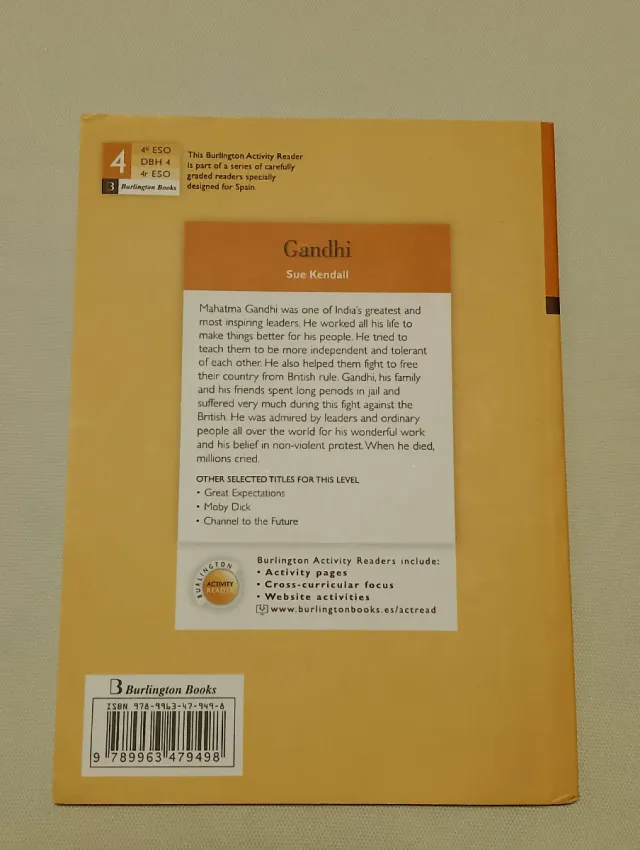 4
4º ESO
DBH 4
4r ESO
B Burlington Books
This Burlington Activity Reader
is part of a series of carefully
graded readers specially
designed for Spain.
Gandhi
Sue Kendall
Mahatma Gandhi was one of India's greatest and
most inspiring leaders. He worked all his life to
make things better for his people. He tried to
teach them to be more independent and tolerant
of each other. He also helped them fight to free
their country from British rule. Gandhi, his family
and his friends spent long periods in jail and
suffered very much during this fight against the
British. He was admired by leaders and ordinary
people all over the world for his wonderful work
and his belief in non-violent protest. When he died,
millions cried.
OTHER SELECTED TITLES FOR THIS LEVEL
• Great Expectations
• Moby Dick
• Channel to the Future
BURLINGTON
ACTIVITY
READER
Burlington Activity Readers include:
• Activity pages
• Cross-curricular focus
• Website activities
www.burlingtonbooks.es/actread
B Burlington Books
ISBN 978-9963-47-949-8
9 789963 479498